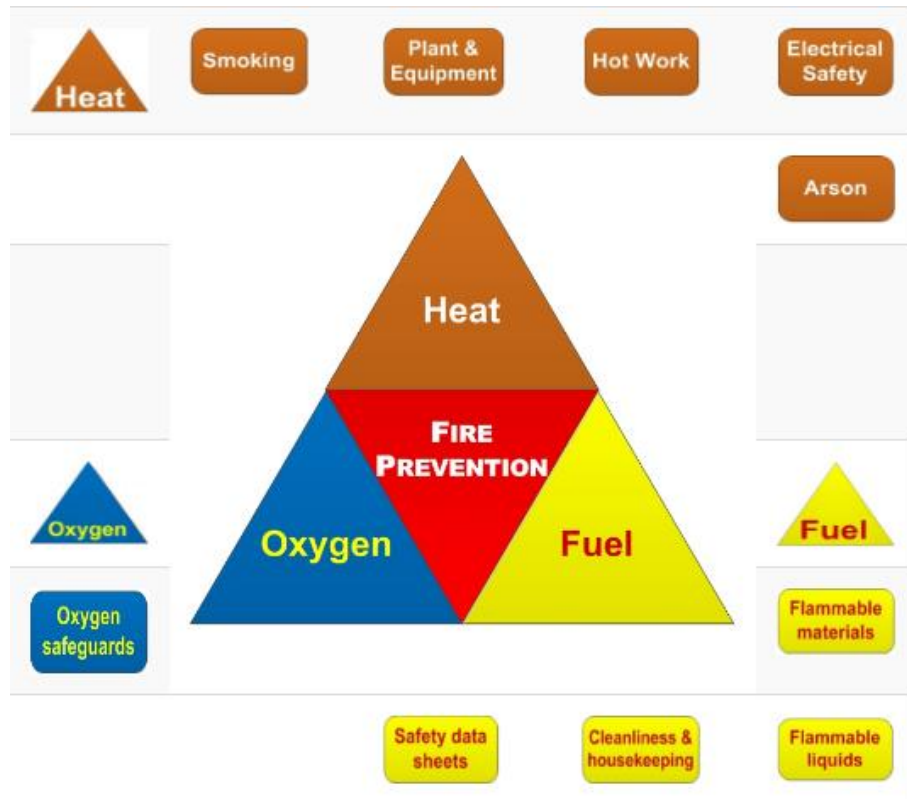 Heat
Smoking
Plant &
Equipment
Hot Work
Electrical
Safety
Arson
Heat
FIRE
PREVENTION
Oxygen
Fuel
Oxygen
Fuel
Oxygen
safeguards
Flammable
materials
Safety data
sheets
Cleanliness &
housekeeping
Flammable
liquids